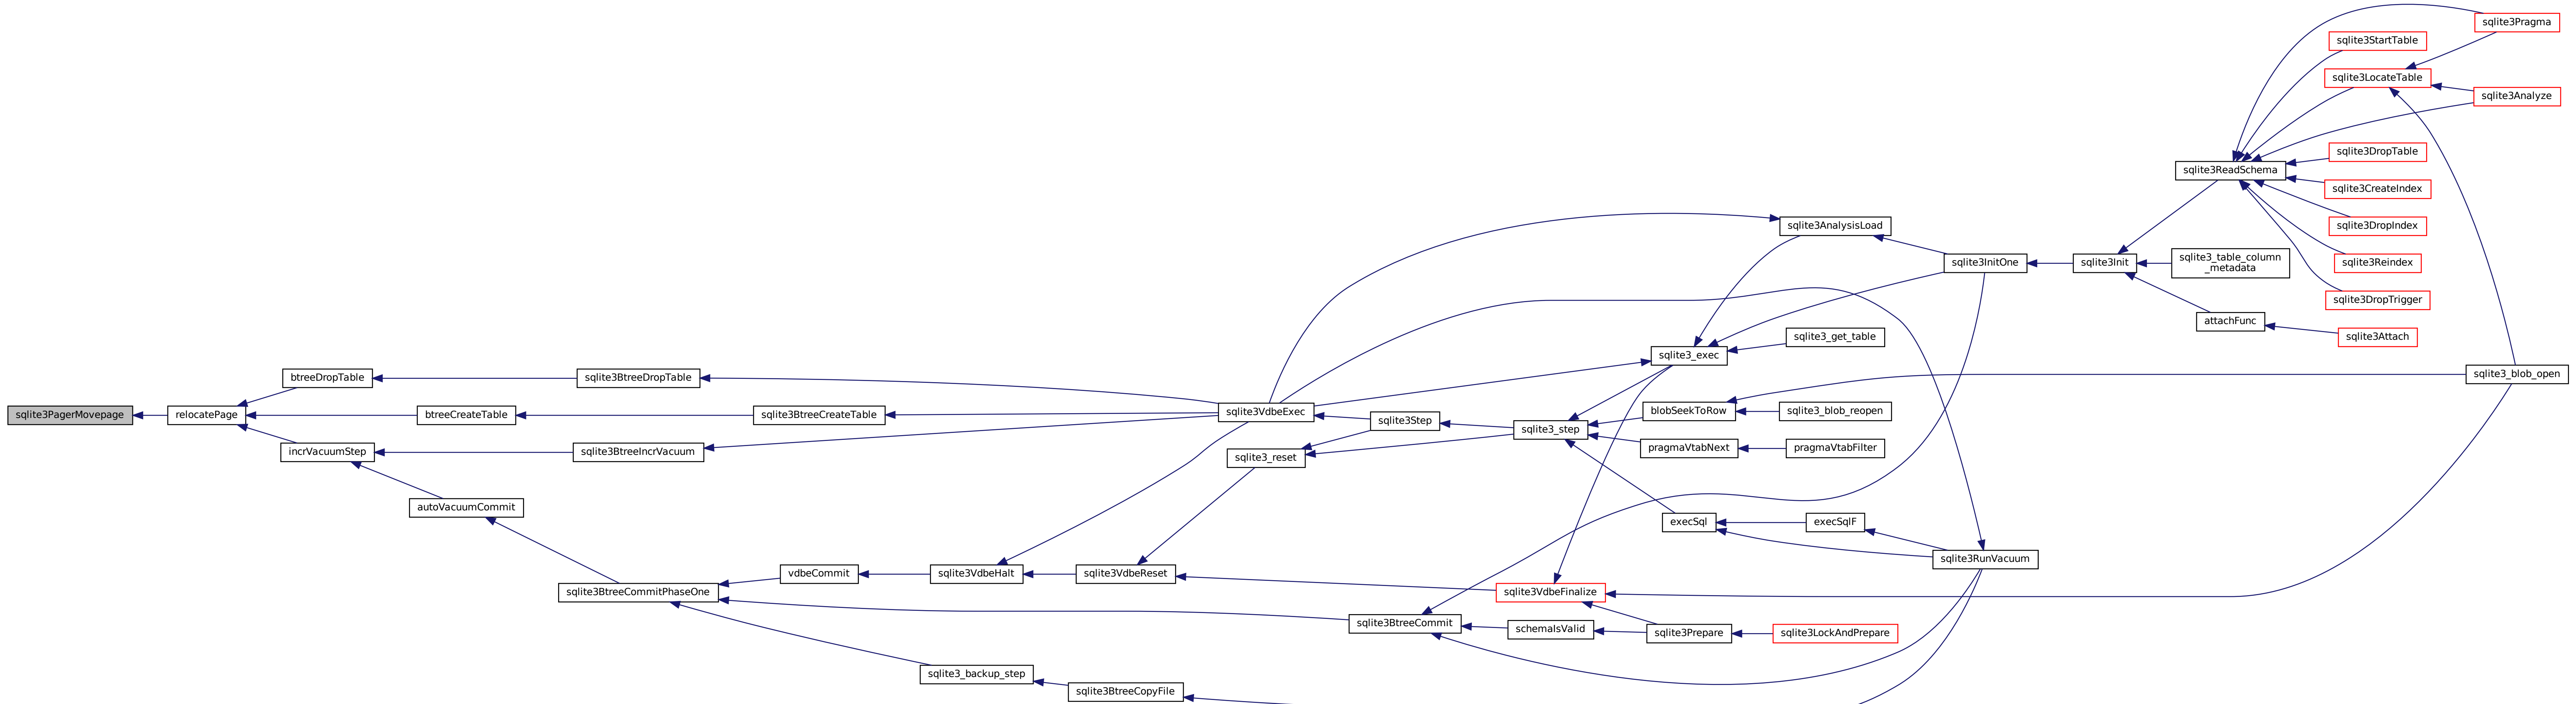 sqlite3PagerMovepage
relocatePage
btreeDropTable
btreeCreateTable
incrVacuumStep
autoVacuumCommit
sqlite3BtreeDropTable
sqlite3BtreeCreateTable
sqlite3BtreeIncrVacuum
sqlite3BtreeCommitPhaseOne
vdbeCommit
sqlite3VdbeHalt
sqlite3_backup_step
sqlite3VdbeReset
sqlite3BtreeCopyFile
sqlite3VdbeExec
sqlite3_reset
sqlite3Step
sqlite3BtreeCommit
sqlite3_step
sqlite3VdbeFinalize
schemaIsValid
sqlite3_exec
blobSeekToRow
pragmaVtabNext
execSql
sqlite3Prepare
sqlite3AnalysisLoad
sqlite3_get_table
sqlite3_blob_reopen
pragmaVtabFilter
execSqlF
sqlite3LockAndPrepare
sqlite3InitOne
sqlite3RunVacuum
sqlite3Init
sqlite3ReadSchema
sqlite3_table_column
_metadata
attachFunc
sqlite3StartTable
sqlite3LocateTable
sqlite3DropTable
sqlite3CreateIndex
sqlite3DropIndex
sqlite3Reindex
sqlite3DropTrigger
sqlite3Attach
sqlite3Pragma
sqlite3Analyze
sqlite3_blob_open